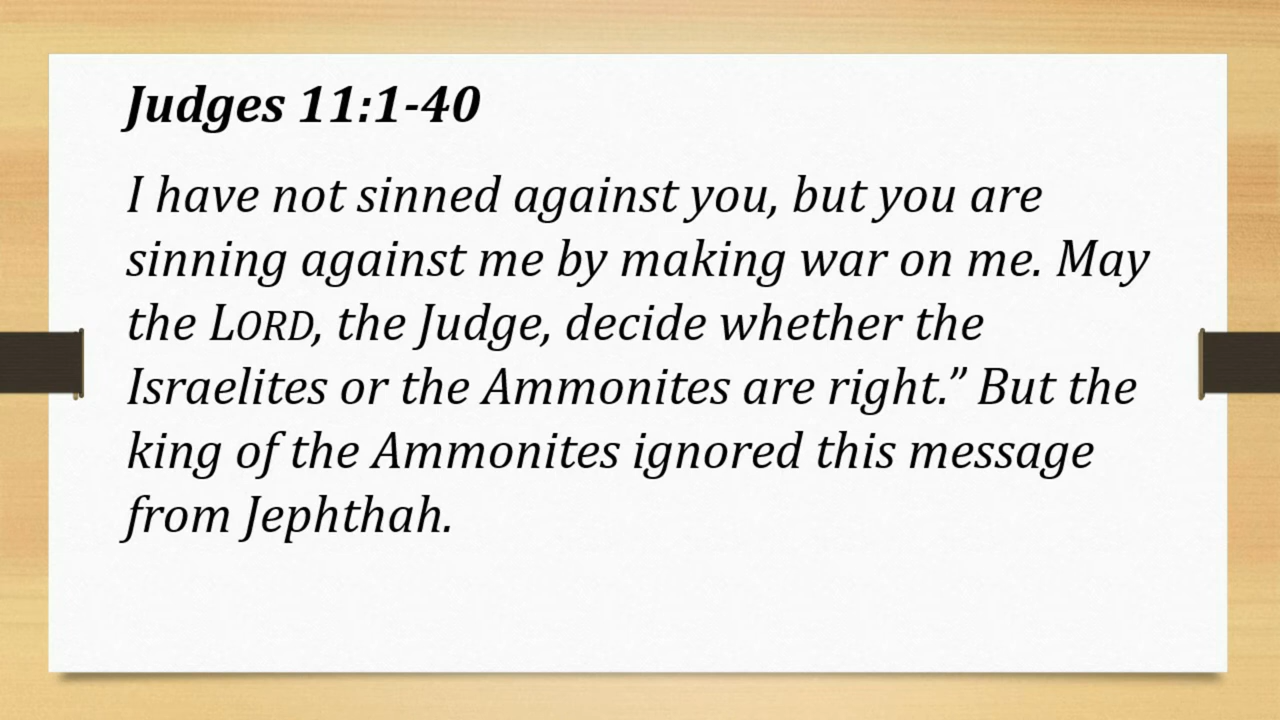 Judges 11:1-40
I have not sinned against you, but you are
sinning against me by making war on me. May
the LORD, the Judge, decide whether the
Israelites or the Ammonites are right.” But the
king of the Ammonites ignored this message
from Jephthah.